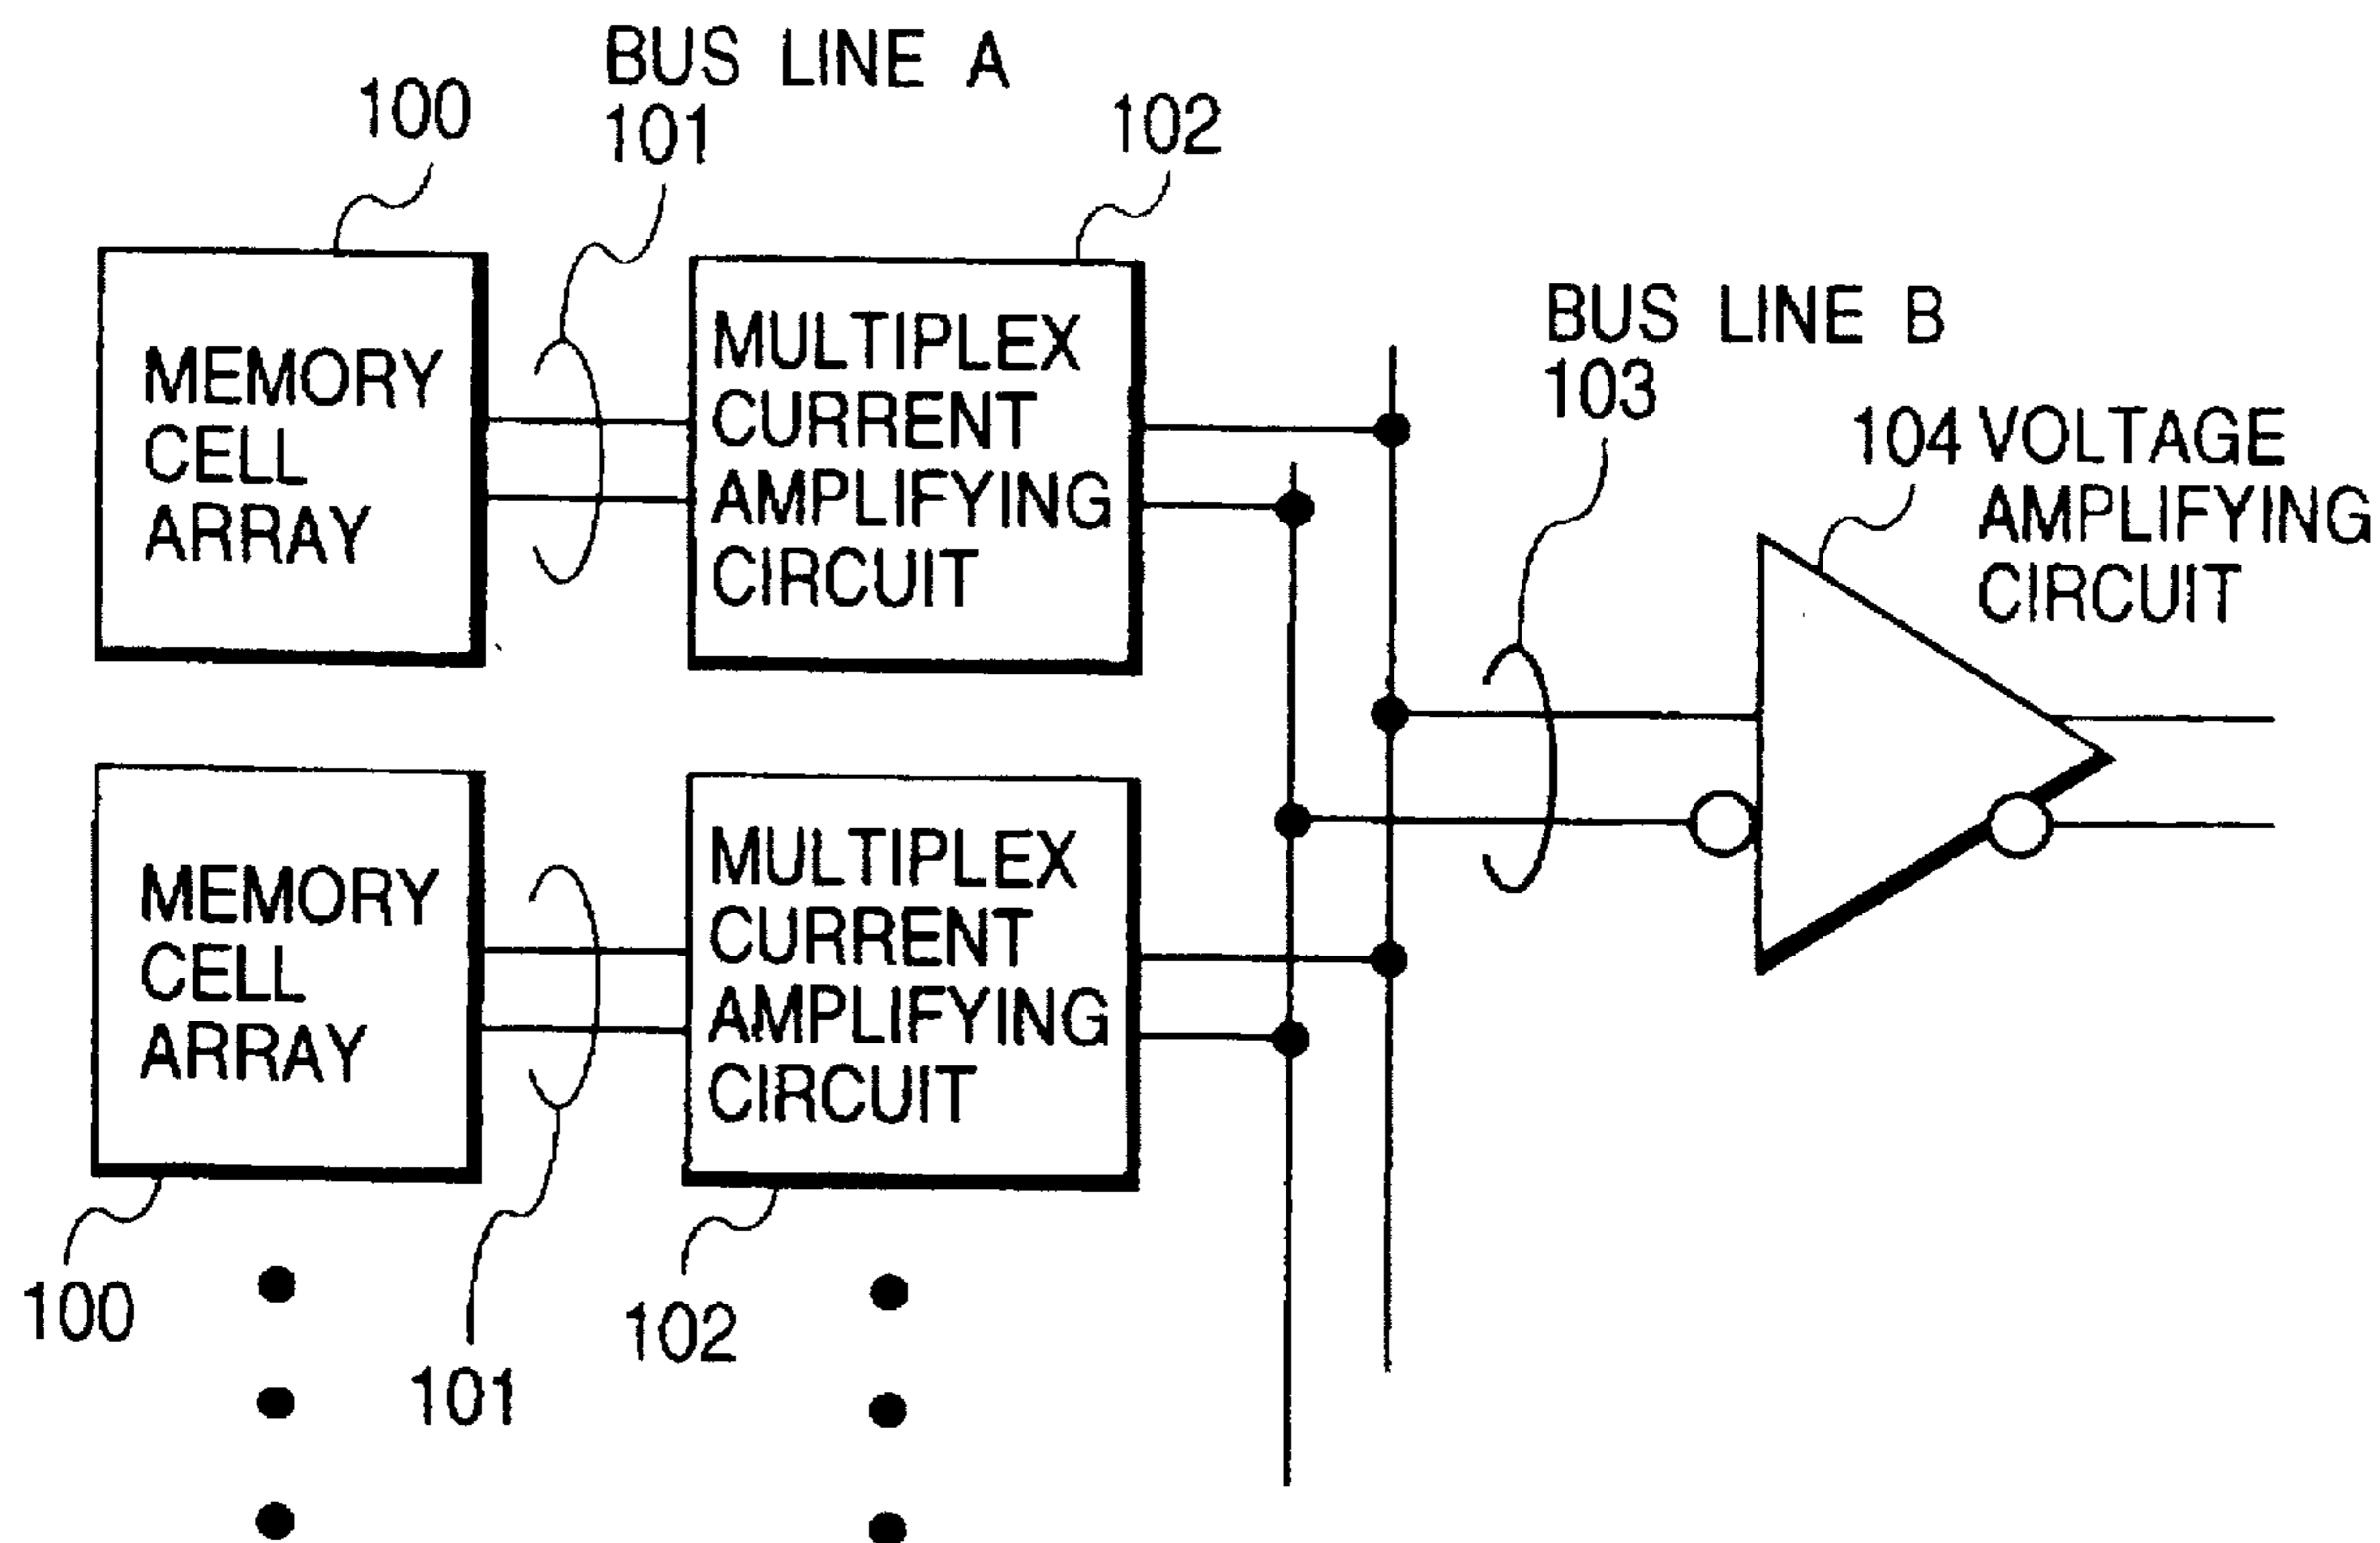 BUS LINE A
100
101
102
MEMORY
CELL
ARRAY
MULTIPLEX
CURRENT
AMPLIFYING
CIRCUIT
BUS LINE B
103
104 VOLTAGE
AMPLIFYING
CIRCUIT
MEMORY
CELL
ARRAY
MULTIPLEX
CURRENT
AMPLIFYING
CIRCUIT
100
101
102